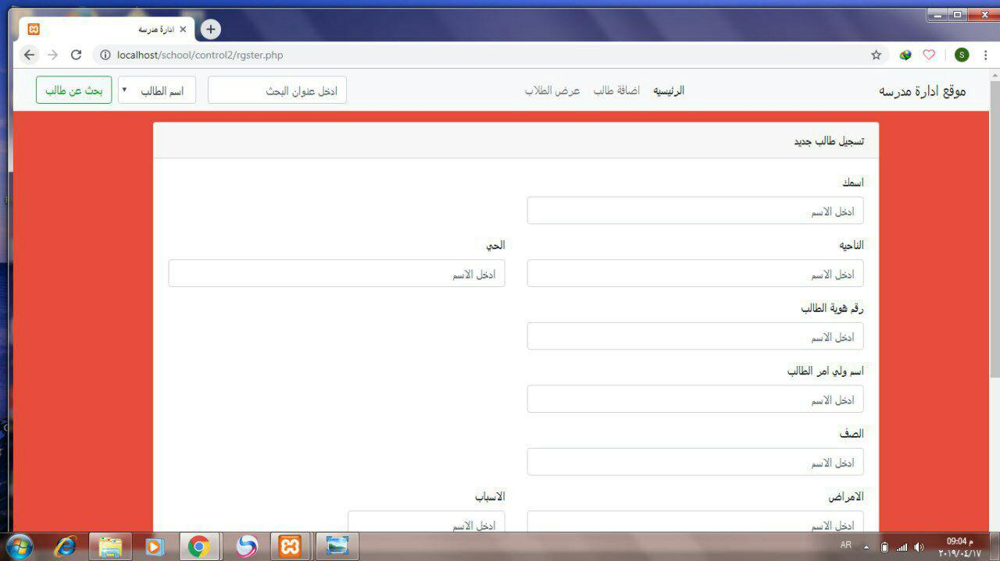 ادارة مدرسه
localhost/school/control2/rgster.php
S
موقع ادارة مدرسه
الرئيسيه اضافة طالب عرض الطلاب
ادخل عنوان البحث
اسم الطالب
بحث عن طالب
تسجيل طالب جديد
اسمك
ادخل الاسم
الناحيه الحي
ادخل الاسم ادخل الاسم
رقم هوية الطالب
ادخل الاسم
اسم ولي امر الطالب
ادخل الاسم
الصف
ادخل الاسم
الامراض الاسباب
ادخل الاسم ادخل الاسم
AR
09:04 م
٢٠١٩/٠٤/١٧